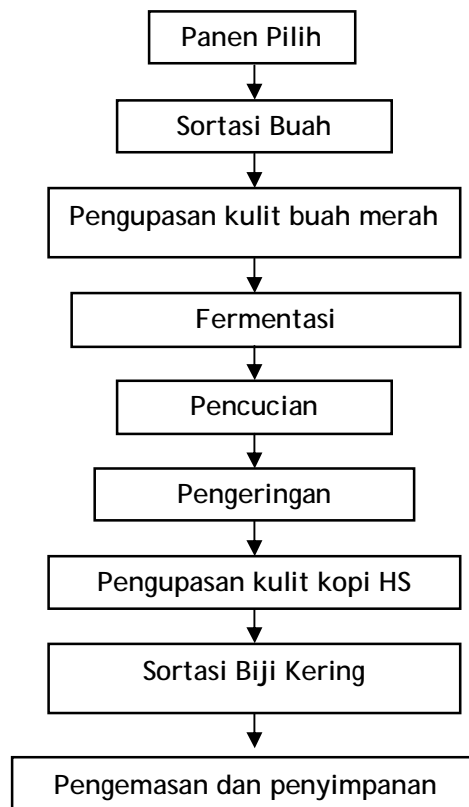 Panen Pilih
Sortasi Buah
Pengupasan kulit buah merah
Fermentasi
Pencucian
Pengeringan
Pengupasan kulit kopi HS
Sortasi Biji Kering
Pengemasan dan penyimpanan